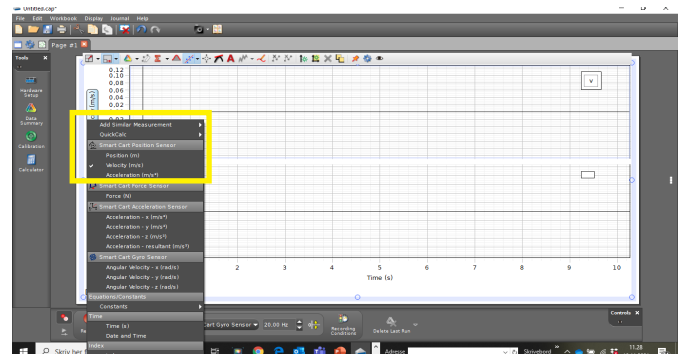 Untitled.cap*
File Edit Workbook Display Journal Help
Page #1
Tools
Hardware
Setup
Data
Summary
Calibration
Calculator
0.12
0.10
0.08
0.06
0.04
0.02
(m/s)
V
Add Similar Measurement
QuickCalc
Smart Cart Position Sensor
Position (m)
Velocity (m/s)
Acceleration (m/s²)
Smart Cart Force Sensor
Force (N)
Smart Cart Acceleration Sensor
Acceleration - x (m/s²)
Acceleration - y (m/s²)
Acceleration - z (m/s²)
Acceleration - resultant (m/s²)
Smart Cart Gyro Sensor
Angular Velocity - x (rad/s)
Angular Velocity - y (rad/s)
Angular Velocity - z (rad/s)
Equations/Constants
Constants
Time
Time (s)
Date and Time
Index
2 3 4 5 6 7 8 9 10
Time (s)
Controls
Cart Gyro Sensor 20.00 Hz
Recording
Conditions
Delete Last Run
Skriv her
Adresse
Skrivebord
11.28